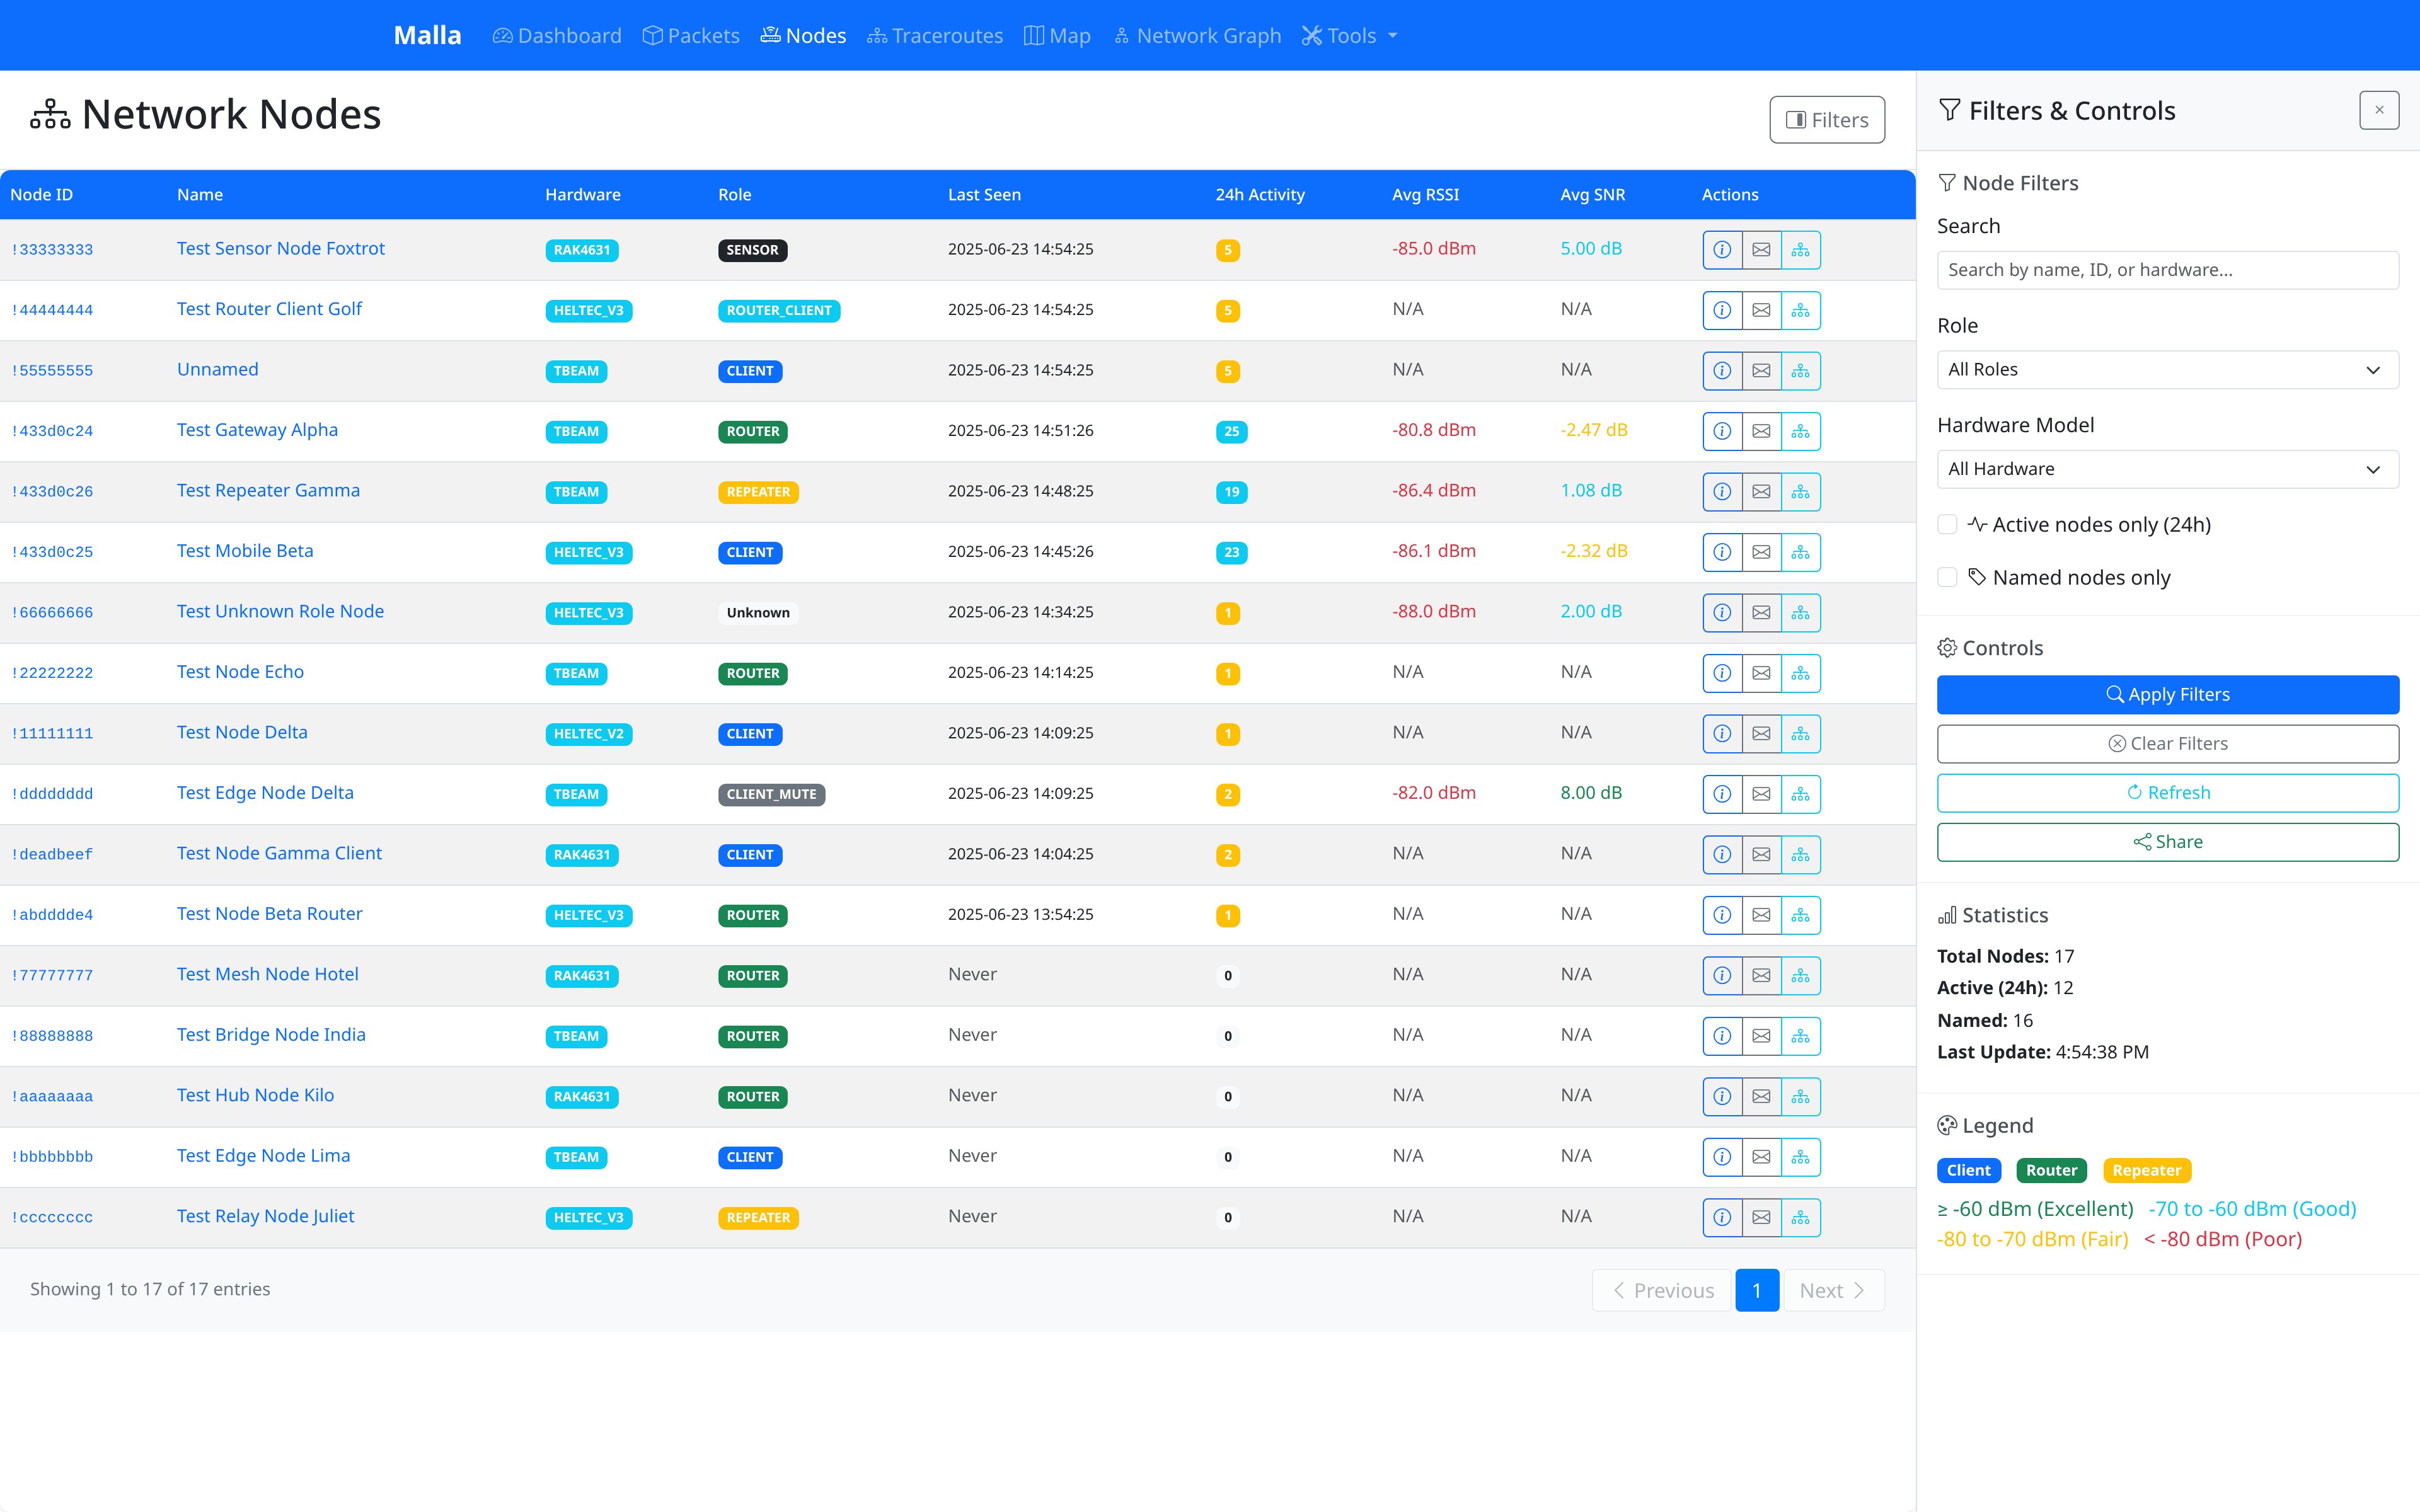 Malla Dashboard Packets Nodes Traceroutes Map Network Graph Tools
Network Nodes
Filters
Node ID Name Hardware Role Last Seen 24h Activity Avg RSSI Avg SNR Actions
!33333333 Test Sensor Node Foxtrot RAK4631 SENSOR 2025-06-23 14:54:25 5 -85.0 dBm 5.00 dB
!44444444 Test Router Client Golf HELTEC_V3 ROUTER_CLIENT 2025-06-23 14:54:25 5 N/A N/A
!55555555 Unnamed TBEAM CLIENT 2025-06-23 14:54:25 5 N/A N/A
!433d0c24 Test Gateway Alpha TBEAM ROUTER 2025-06-23 14:51:26 25 -80.8 dBm -2.47 dB
!433d0c26 Test Repeater Gamma TBEAM REPEATER 2025-06-23 14:48:25 19 -86.4 dBm 1.08 dB
!433d0c25 Test Mobile Beta HELTEC_V3 CLIENT 2025-06-23 14:45:26 23 -86.1 dBm -2.32 dB
!66666666 Test Unknown Role Node HELTEC_V3 Unknown 2025-06-23 14:34:25 1 -88.0 dBm 2.00 dB
!22222222 Test Node Echo TBEAM ROUTER 2025-06-23 14:14:25 1 N/A N/A
!11111111 Test Node Delta HELTEC_V2 CLIENT 2025-06-23 14:09:25 1 N/A N/A
!dddddddd Test Edge Node Delta TBEAM CLIENT_MUTE 2025-06-23 14:09:25 2 -82.0 dBm 8.00 dB
!deadbeef Test Node Gamma Client RAK4631 CLIENT 2025-06-23 14:04:25 2 N/A N/A
!abdddde4 Test Node Beta Router HELTEC_V3 ROUTER 2025-06-23 13:54:25 1 N/A N/A
!77777777 Test Mesh Node Hotel RAK4631 ROUTER Never 0 N/A N/A
!88888888 Test Bridge Node India TBEAM ROUTER Never 0 N/A N/A
!aaaaaaaa Test Hub Node Kilo RAK4631 ROUTER Never 0 N/A N/A
!bbbbbbbb Test Edge Node Lima TBEAM CLIENT Never 0 N/A N/A
!cccccccc Test Relay Node Juliet HELTEC_V3 REPEATER Never 0 N/A N/A
Showing 1 to 17 of 17 entries
Previous 1 Next
Filters & Controls
Node Filters
Search
Search by name, ID, or hardware...
Role
All Roles
Hardware Model
All Hardware
Active nodes only (24h)
Named nodes only
Controls
Apply Filters
Clear Filters
Refresh
Share
Statistics
Total Nodes: 17
Active (24h): 12
Named: 16
Last Update: 4:54:38 PM
Legend
Client Router Repeater
≥ -60 dBm (Excellent) -70 to -60 dBm (Good)
-80 to -70 dBm (Fair) < -80 dBm (Poor)